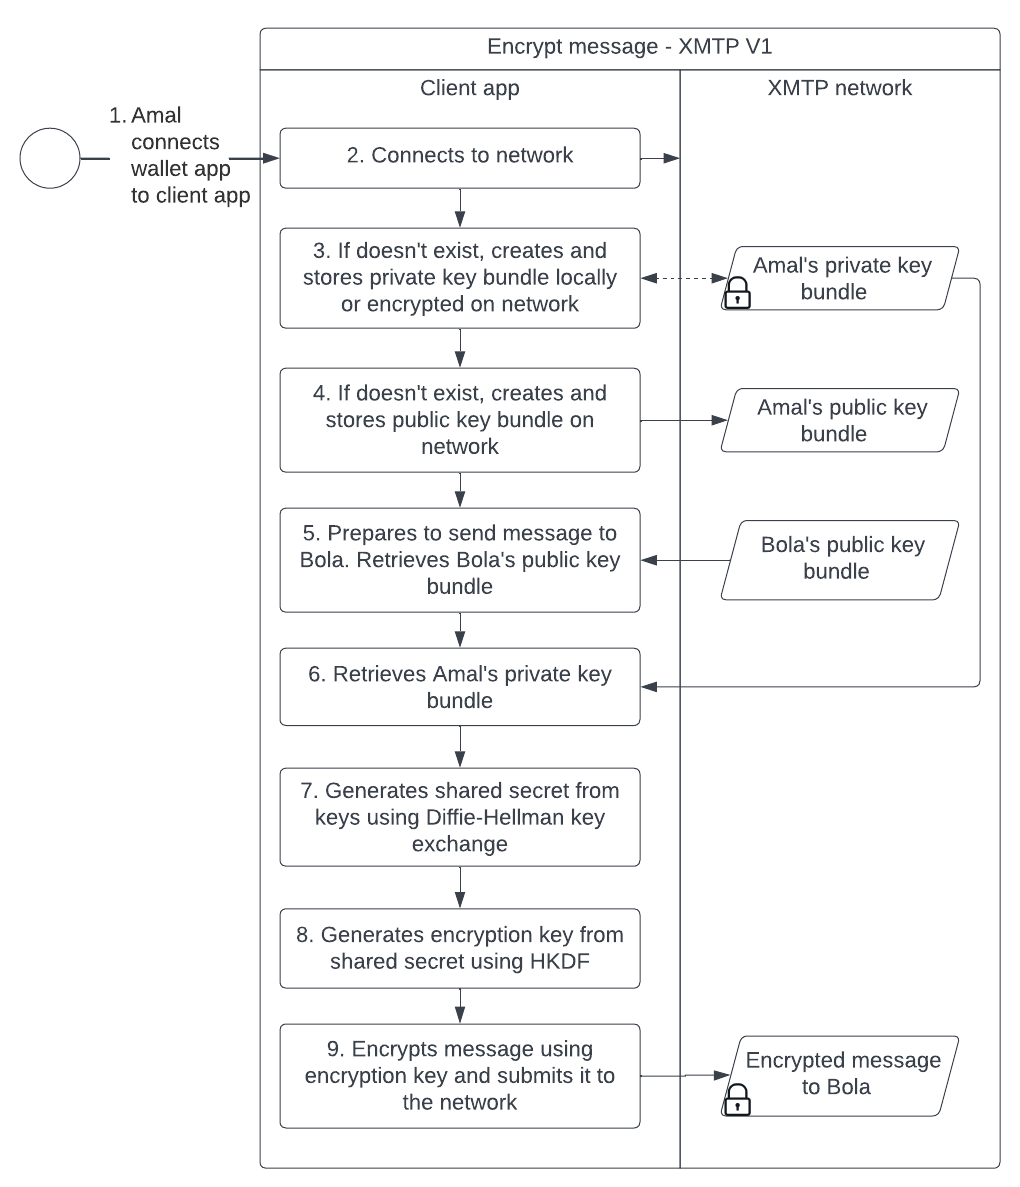 Encrypt message - XMTP V1
Client app
XMTP network
1. Amal
connects
wallet app
to client app
2. Connects to network
3. If doesn't exist, creates and
stores private key bundle locally
or encrypted on network
Amal's private key
bundle
4. If doesn't exist, creates and
stores public key bundle on
network
Amal's public key
bundle
5. Prepares to send message to
Bola. Retrieves Bola's public key
bundle
Bola's public key
bundle
6. Retrieves Amal's private key
bundle
7. Generates shared secret from
keys using Diffie-Hellman key
exchange
8. Generates encryption key from
shared secret using HKDF
9. Encrypts message using
encryption key and submits it to
the network
Encrypted message
to Bola